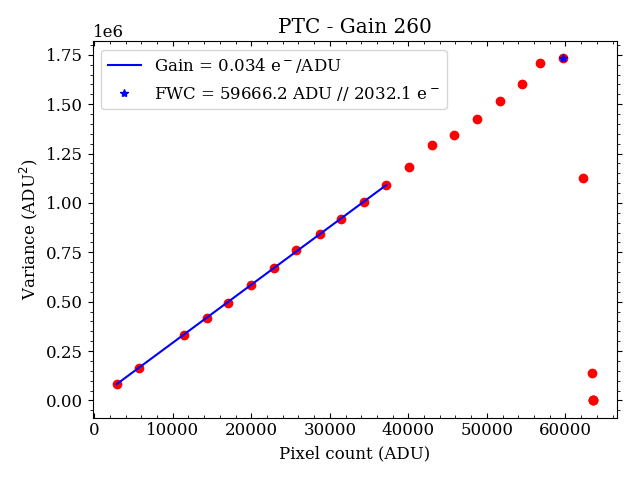 PTC - Gain 260
1e6
Gain = 0.034 e⁻/ADU
FWC = 59666.2 ADU // 2032.1 e⁻
1.75
1.50
1.25
1.00
0.75
0.50
0.25
0.00
Variance (ADU²)
0 10000 20000 30000 40000 50000 60000
Pixel count (ADU)